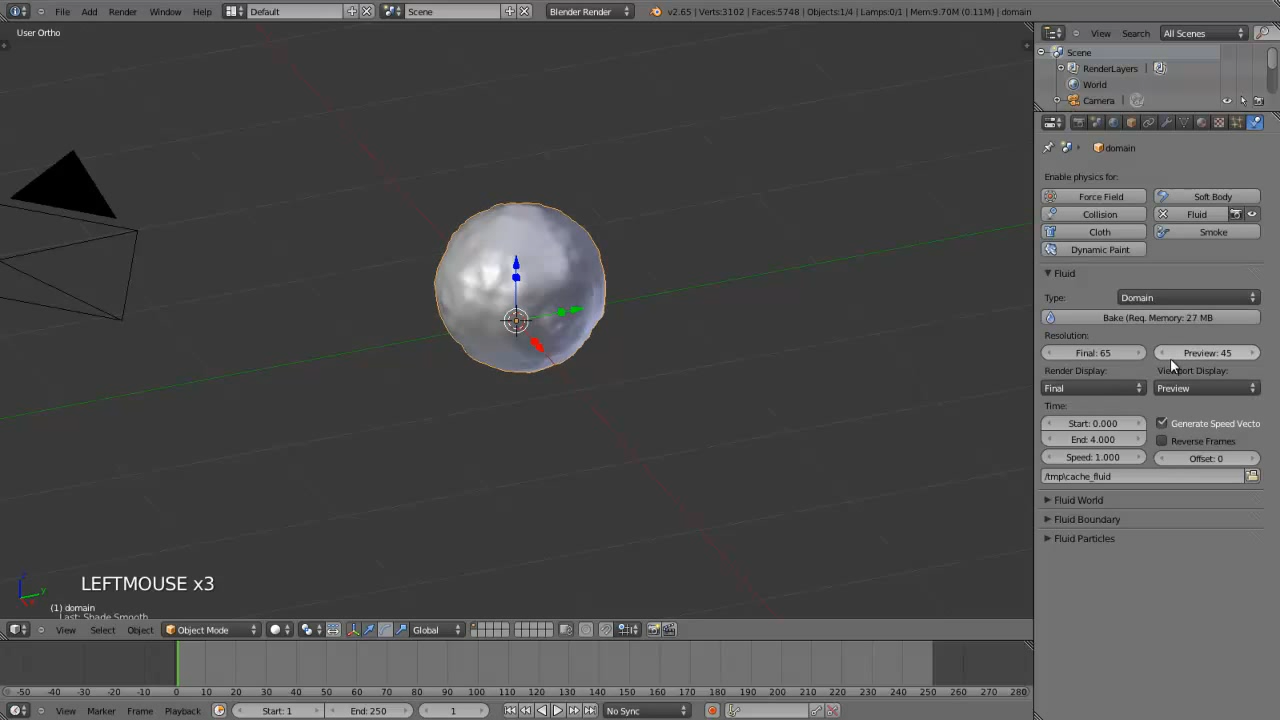 File Add Render Window Help Default Scene Blender Render v2.65 | Verts:3102 | Faces:5748 | Objects:1/4 | Lamps:0/1 | Mem:9.70M (0.11M) | domain
User Ortho
View Search All Scenes
Scene
RenderLayers
World
Camera
domain
Enable physics for:
Force Field Soft Body
Collision Fluid
Cloth Smoke
Dynamic Paint
Fluid
Type: Domain
Bake (Req. Memory: 27 MB
Resolution:
Final: 65 Preview: 45
Render Display: Viewport Display:
Final Preview
Time:
Start: 0.000 Generate Speed Vecto
End: 4.000 Reverse Frames
Speed: 1.000 Offset: 0
/tmp\cache_fluid
Fluid World
Fluid Boundary
Fluid Particles
LEFTMOUSE x3
z
y
(1) domain
Last: Shade Smooth
View Select Object Object Mode Global
-50 -40 -30 -20 -10 0 10 20 30 40 50 60 70 80 90 100 110 120 130 140 150 160 170 180 190 200 210 220 230 240 250 260 270 280
View Marker Frame Playback Start: 1 End: 250 1 No Sync